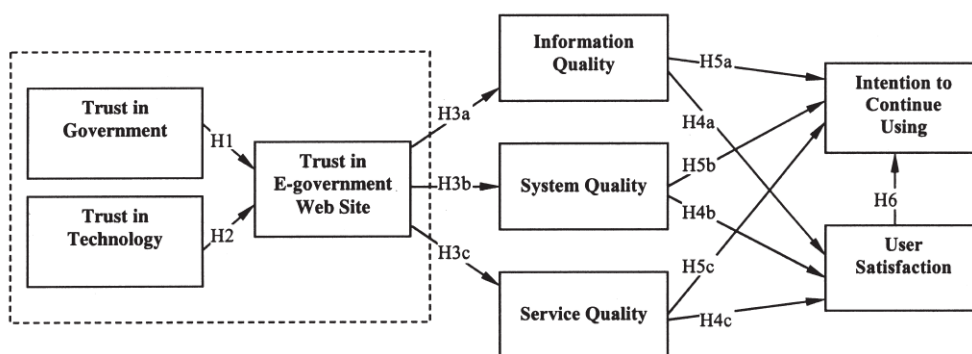 Trust in
Government
Trust in
Technology
H1
H2
Trust in
E-government
Web Site
H3a
H3b
H3c
Information
Quality
System Quality
Service Quality
H5a
H4a
H5b
H4b
H5c
H4c
Intention to
Continue
Using
H6
User
Satisfaction